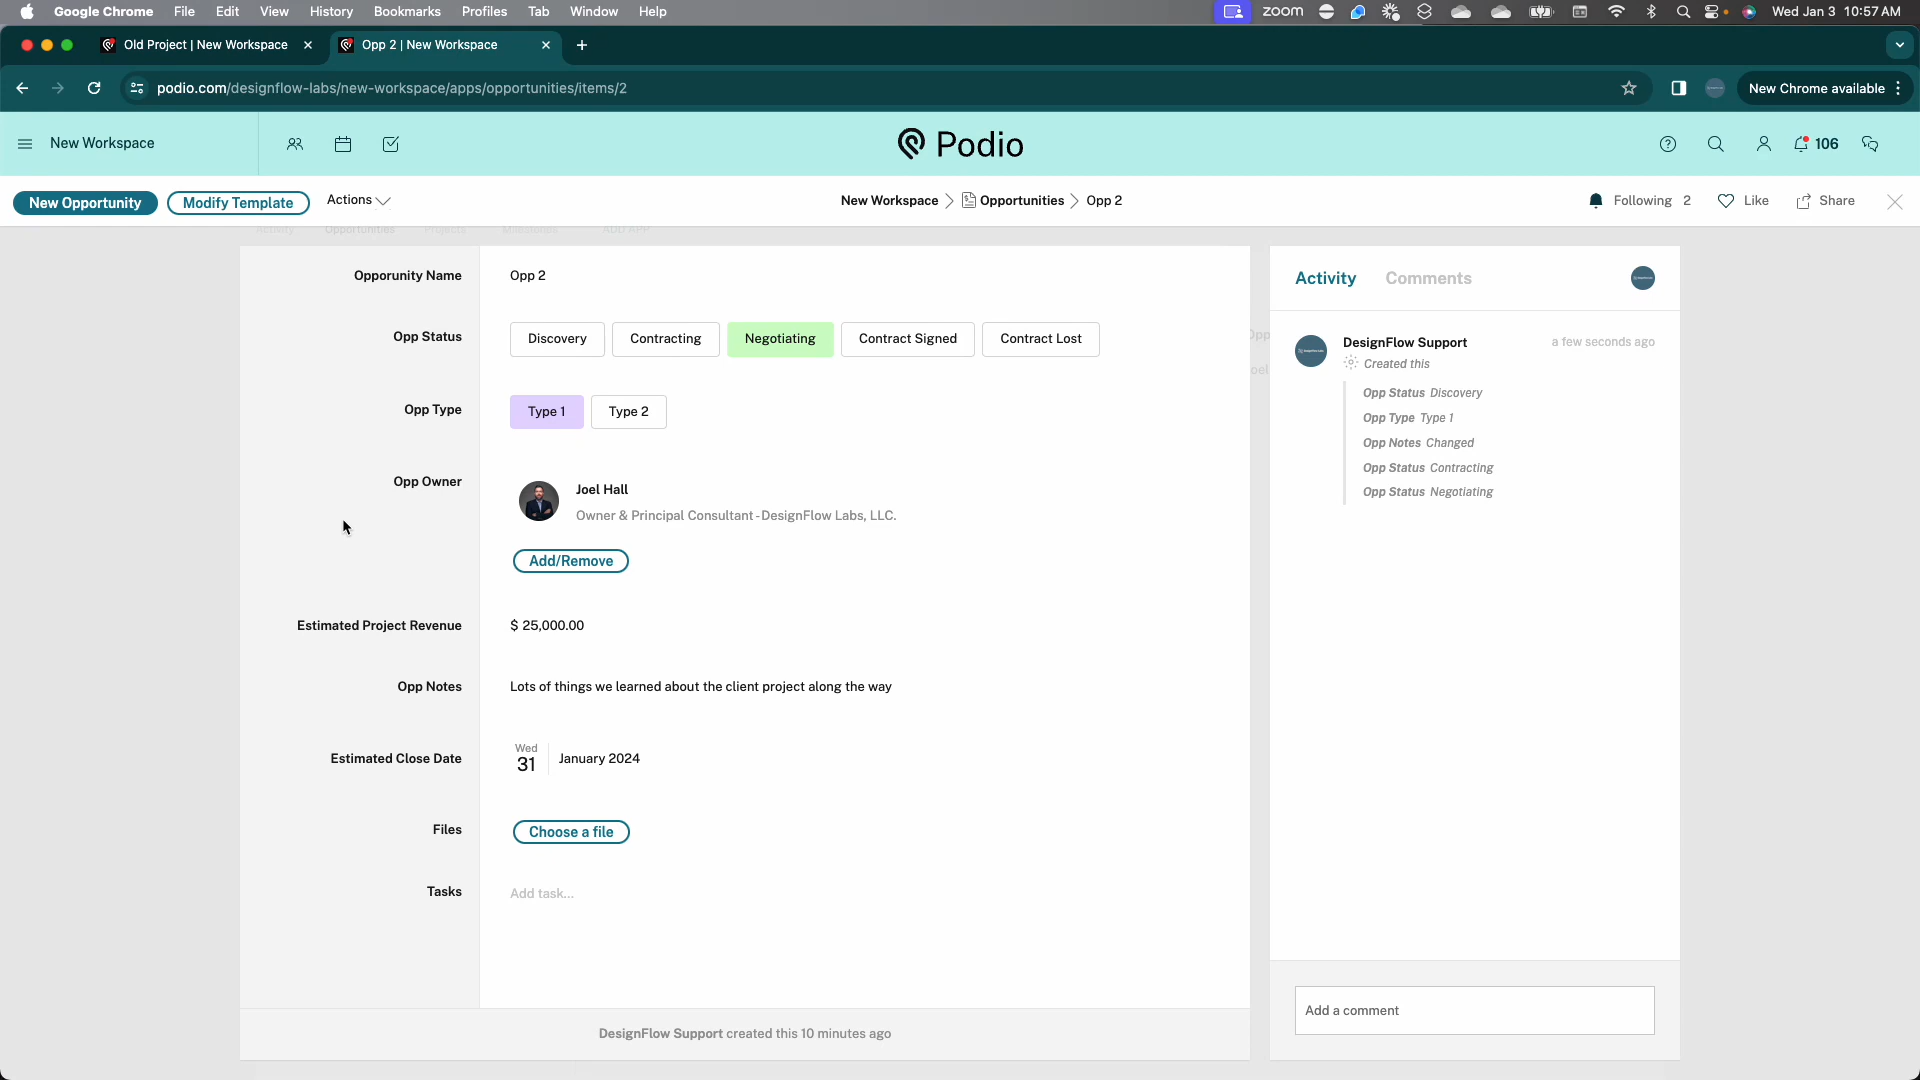 Google Chrome File Edit View History Bookmarks Profiles Tab Window Help zoom Wed Jan 3 10:57 AM
Old Project | New Workspace Opp 2 | New Workspace
podio.com/designflow-labs/new-workspace/apps/opportunities/items/2 New Chrome available
New Workspace Podio 106
New Opportunity Modify Template Actions New Workspace Opportunities Opp 2 Following 2 Like Share
Activity Opportunities Projects Milestones ADD APP
Opporunity Name Opp 2
Opp Status Discovery Contracting Negotiating Contract Signed Contract Lost
Opp Type Type 1 Type 2
Opp Owner Joel Hall
Owner & Principal Consultant - DesignFlow Labs, LLC.
Add/Remove
Estimated Project Revenue $ 25,000.00
Opp Notes Lots of things we learned about the client project along the way
Estimated Close Date Wed 31 January 2024
Files Choose a file
Tasks Add task...
DesignFlow Support created this 10 minutes ago
Activity Comments
DesignFlow Support a few seconds ago
Created this
Opp Status Discovery
Opp Type Type 1
Opp Notes Changed
Opp Status Contracting
Opp Status Negotiating
Add a comment